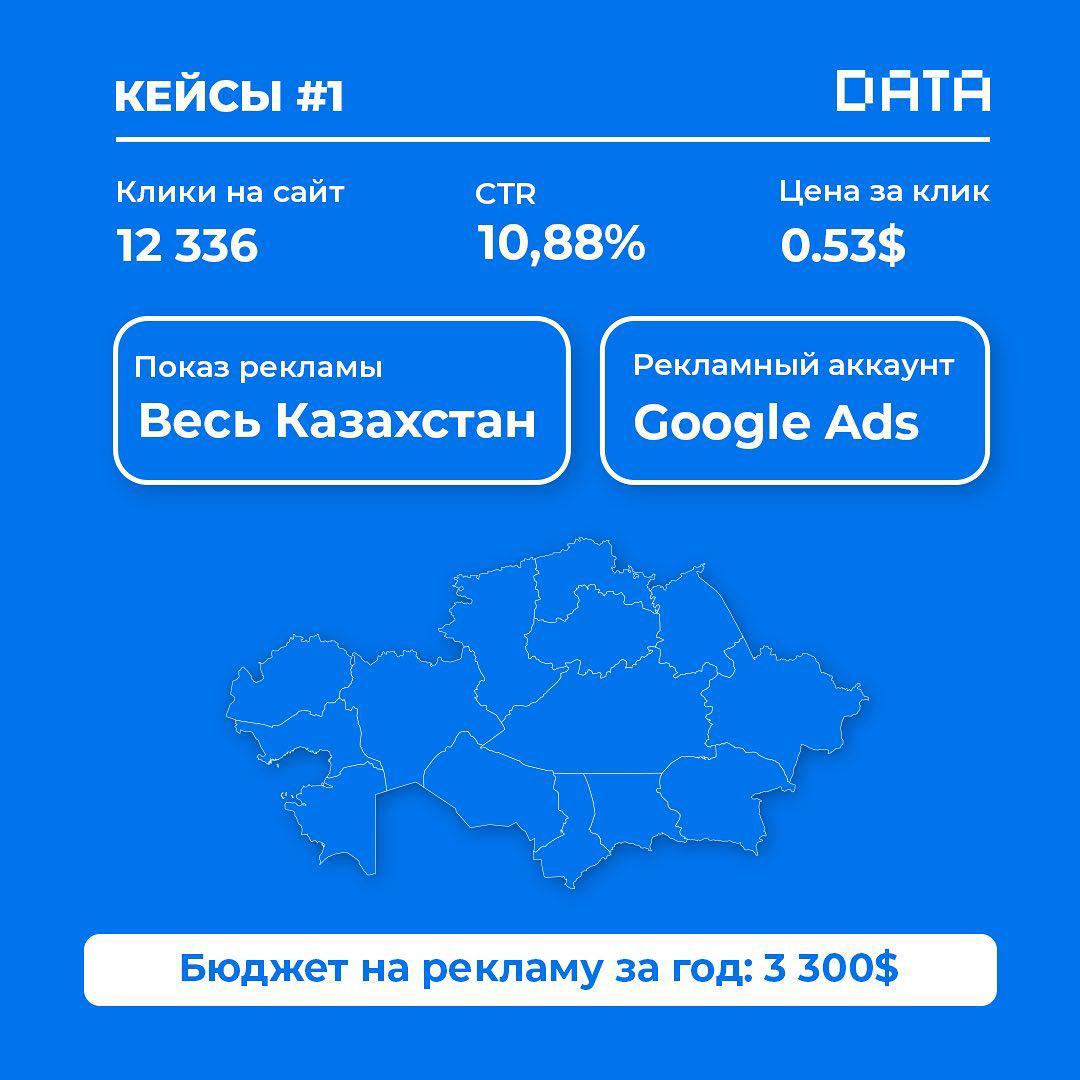 КЕЙСЫ #1
DATA
Клики на сайт
12 336
CTR
10,88%
Цена за клик
0.53$
Показ рекламы
Весь Казахстан
Рекламный аккаунт
Google Ads
Бюджет на рекламу за год: 3 300$